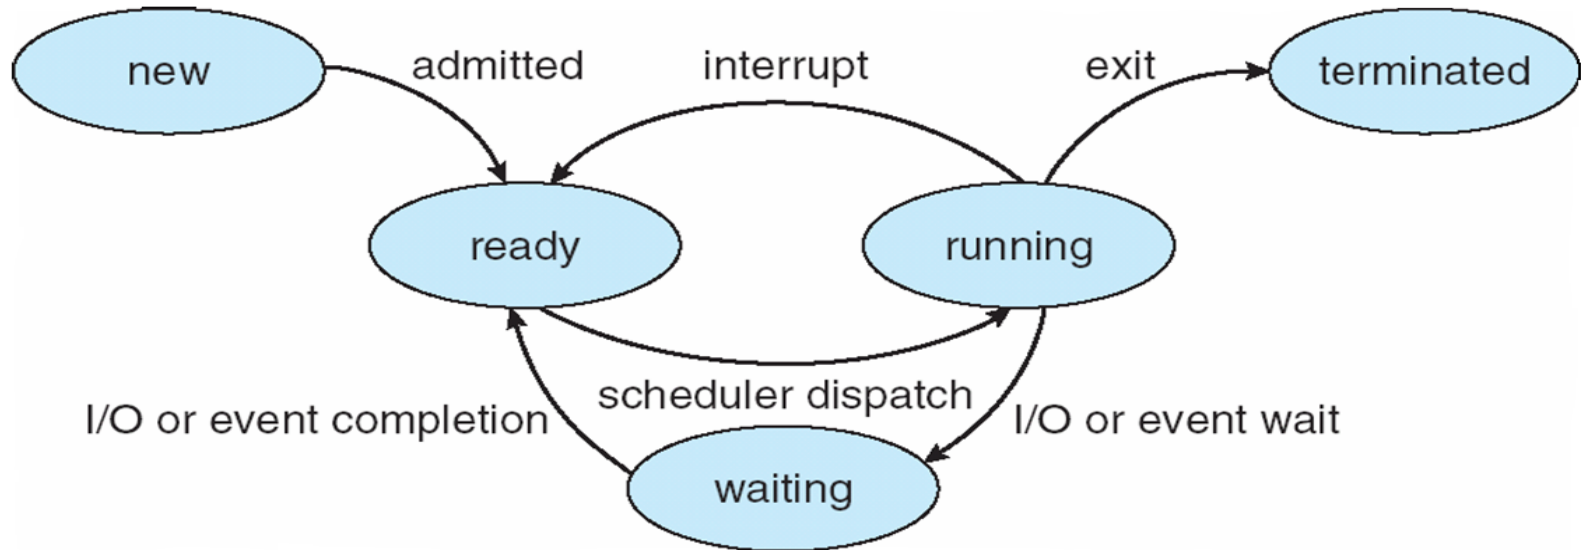 new
admitted
interrupt
exit
terminated
ready
running
scheduler dispatch
I/O or event completion
I/O or event wait
waiting